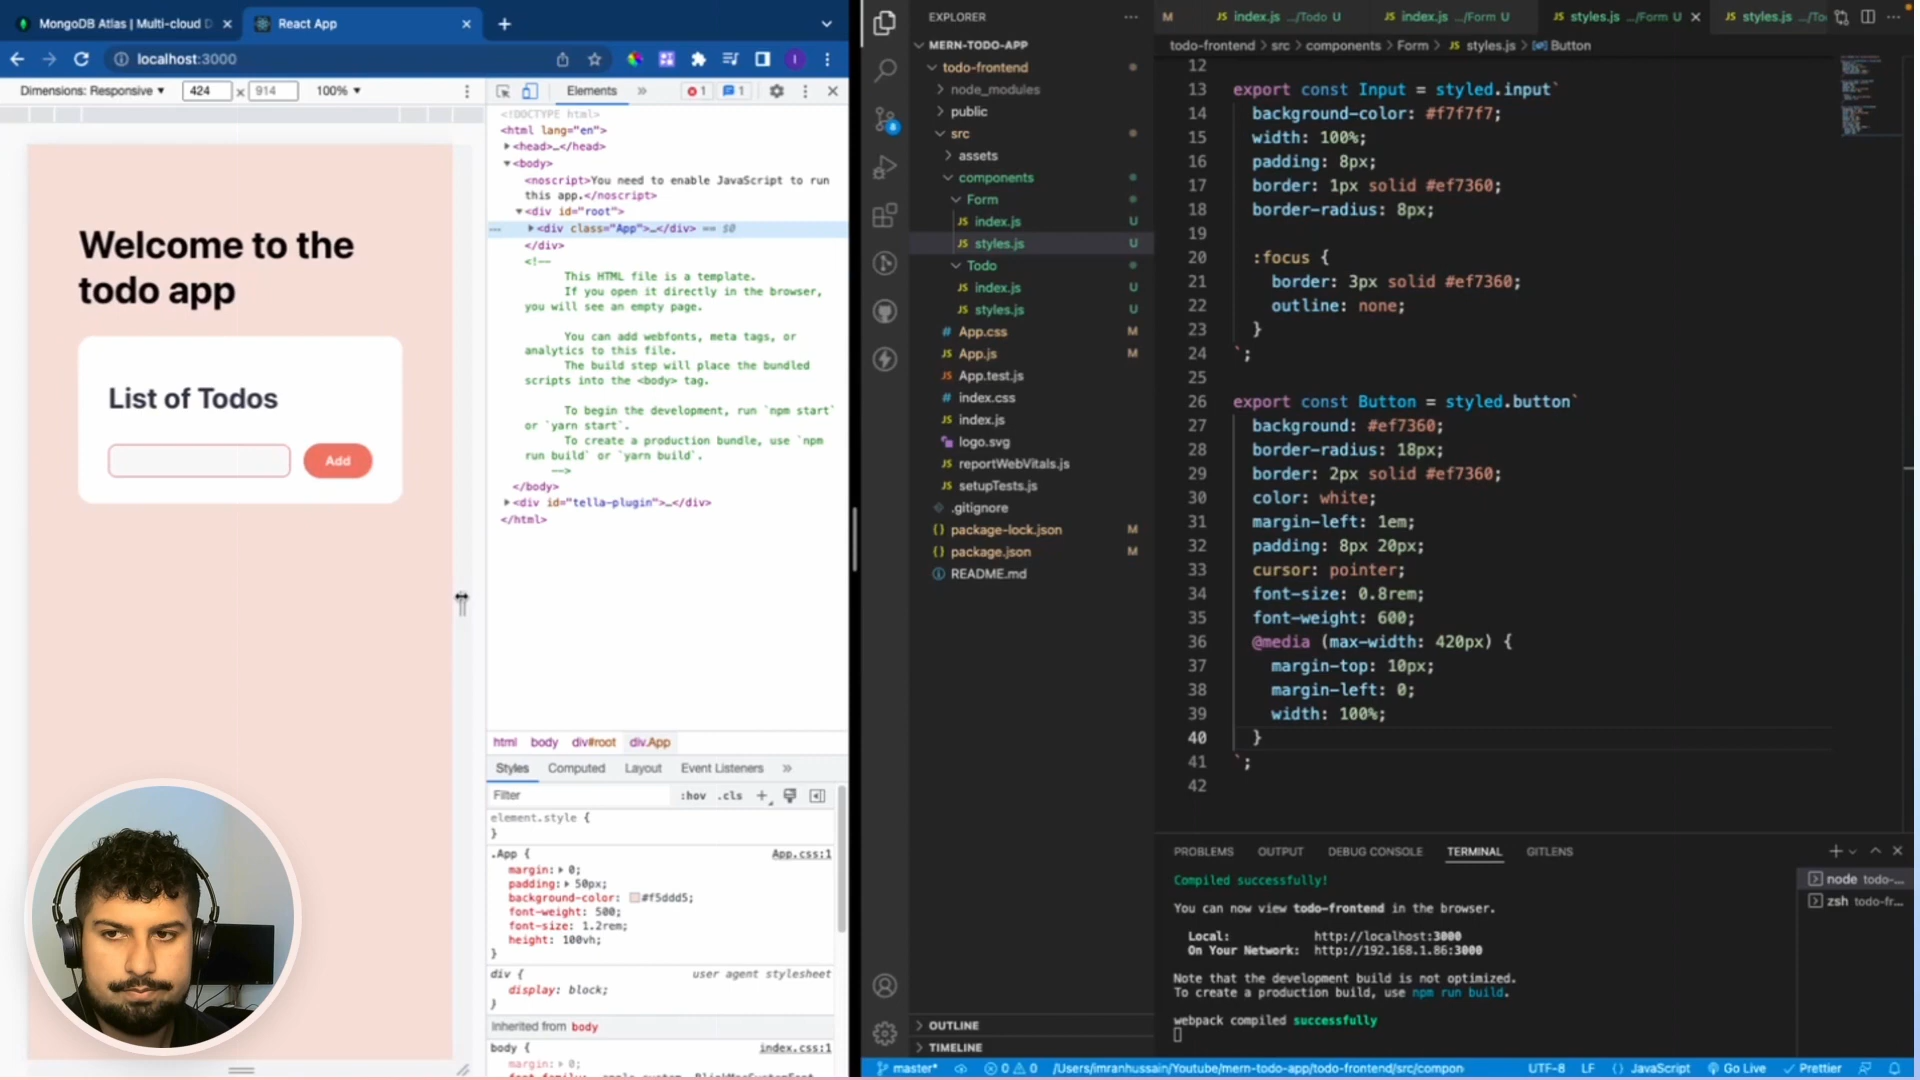 MongoDB Atlas | Multi-cloud D
React App
localhost:3000
Dimensions: Responsive
424
×
914
100%
Elements
1
1
Welcome to the
todo app
List of Todos
Add
<!DOCTYPE html>
<html lang="en">
<head>…</head>
<body>
<noscript>You need to enable JavaScript to run
this app.</noscript>
<div id="root">
<div class="App">…</div> == $0
</div>
<!--
This HTML file is a template.
If you open it directly in the browser,
you will see an empty page.
You can add webfonts, meta tags, or
analytics to this file.
The build step will place the bundled
scripts into the <body> tag.
To begin the development, run `npm start`
or `yarn start`.
To create a production bundle, use `npm
run build` or `yarn build`.
-->
</body>
<div id="tella-plugin">…</div>
</html>
html body div#root div.App
Styles Computed Layout Event Listeners
Filter
:hov .cls
element.style {
}
.App {
App.css:1
margin: 0;
padding: 50px;
background-color: #f5ddd5;
font-weight: 500;
font-size: 1.2rem;
height: 100vh;
}
div {
user agent stylesheet
display: block;
}
Inherited from body
body {
index.css:1
margin: 0;
EXPLORER
MERN-TODO-APP
todo-frontend
node_modules
public
src
assets
components
Form
index.js U
styles.js U
Todo
index.js U
styles.js U
App.css M
App.js M
App.test.js
index.css
index.js
logo.svg
reportWebVitals.js
setupTests.js
.gitignore
package-lock.json M
package.json M
README.md
OUTLINE
TIMELINE
M
index.js .../Todo U
index.js .../Form U
styles.js .../Form U
styles.js .../To
todo-frontend > src > components > Form > JS styles.js > Button
12
13 export const Input = styled.input`
14 background-color: #f7f7f7;
15 width: 100%;
16 padding: 8px;
17 border: 1px solid #ef7360;
18 border-radius: 8px;
19
20 :focus {
21 border: 3px solid #ef7360;
22 outline: none;
23 }
24 `;
25
26 export const Button = styled.button`
27 background: #ef7360;
28 border-radius: 18px;
29 border: 2px solid #ef7360;
30 color: white;
31 margin-left: 1em;
32 padding: 8px 20px;
33 cursor: pointer;
34 font-size: 0.8rem;
35 font-weight: 600;
36 @media (max-width: 420px) {
37 margin-top: 10px;
38 margin-left: 0;
39 width: 100%;
40 }
41 `;
42
PROBLEMS OUTPUT DEBUG CONSOLE TERMINAL GITLENS
Compiled successfully!
You can now view todo-frontend in the browser.
Local: http://localhost:3000
On Your Network: http://192.168.1.86:3000
Note that the development build is not optimized.
To create a production build, use npm run build.
webpack compiled successfully
node todo-...
zsh todo-fr...
master* 0 0 /Users/imranhussain/Youtube/mern-todo-app/todo-frontend/src/compon UTF-8 LF {} JavaScript Go Live Prettier